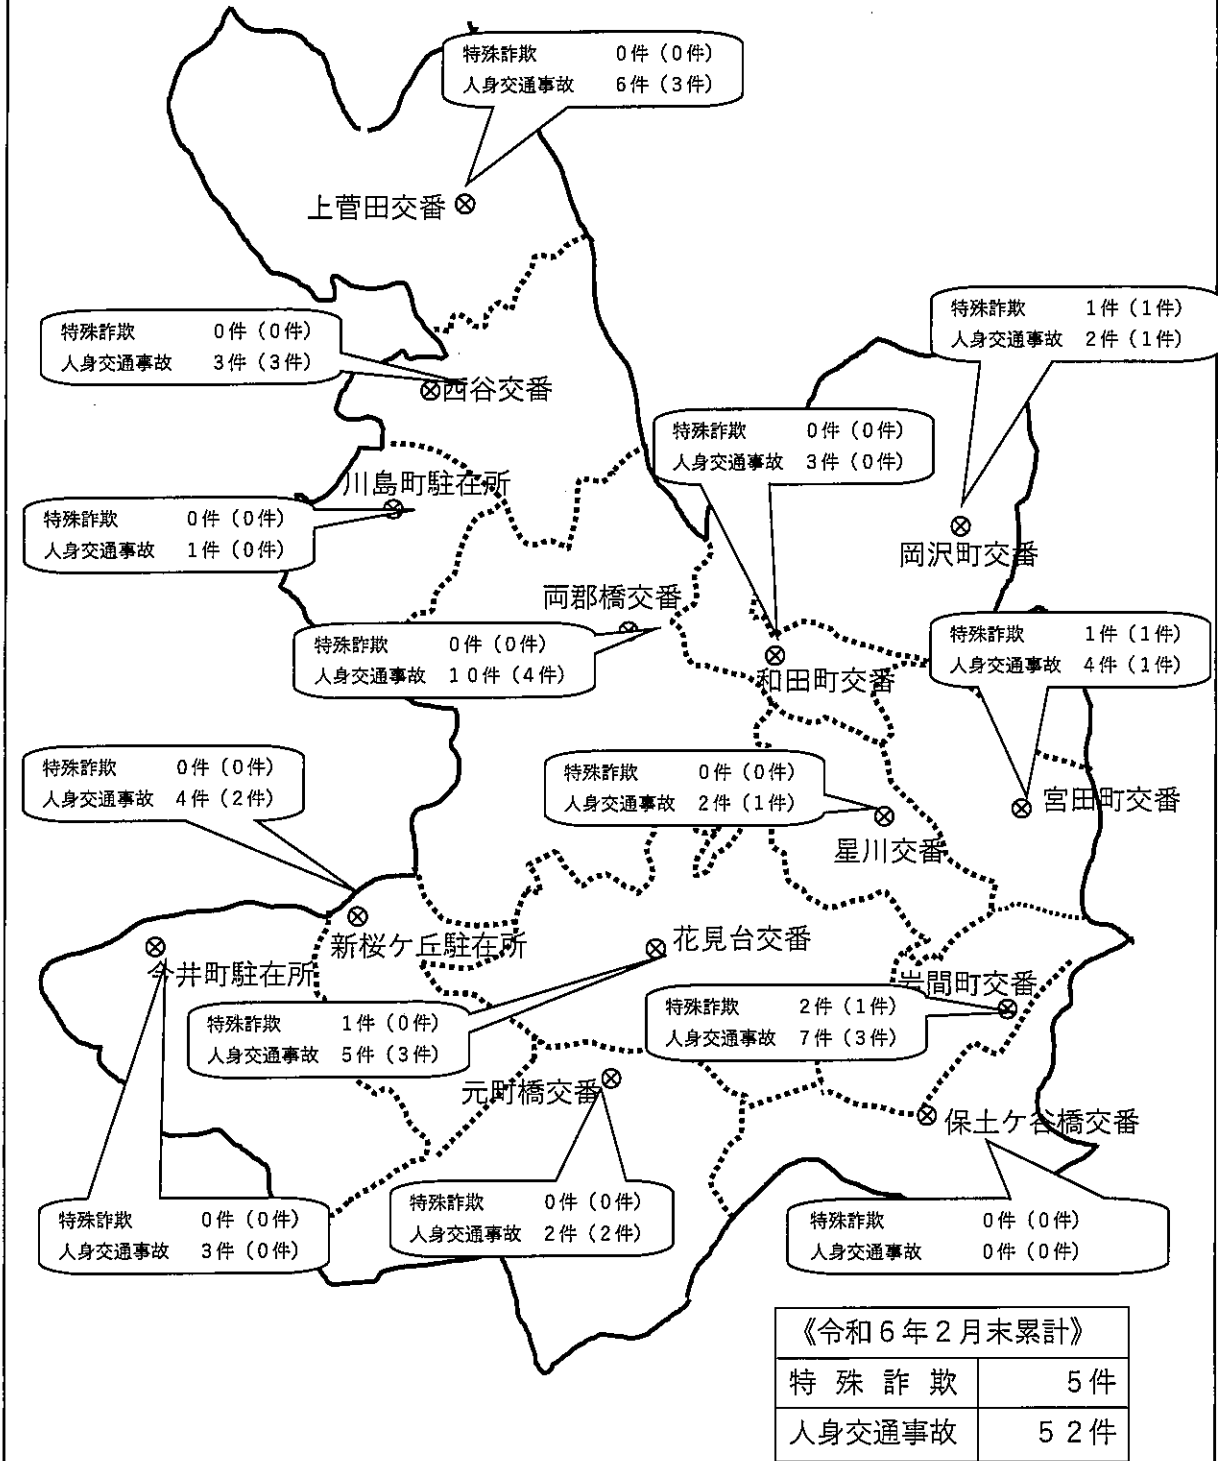 特殊詐欺 0件（0件）
人身交通事故 6件（3件）
上菅田交番
特殊詐欺 0件（0件）
人身交通事故 3件（3件）
西谷交番
特殊詐欺 1件（1件）
人身交通事故 2件（1件）
岡沢町交番
特殊詐欺 0件（0件）
人身交通事故 3件（0件）
和田町交番
川島町駐在所
特殊詐欺 0件（0件）
人身交通事故 1件（0件）
両郡橋交番
特殊詐欺 0件（0件）
人身交通事故 10件（4件）
特殊詐欺 1件（1件）
人身交通事故 4件（1件）
宮田町交番
特殊詐欺 0件（0件）
人身交通事故 4件（2件）
新桜ケ丘駐在所
特殊詐欺 0件（0件）
人身交通事故 2件（1件）
星川交番
今井町駐在所
花見台交番
特殊詐欺 1件（0件）
人身交通事故 5件（3件）
岩間町交番
特殊詐欺 2件（1件）
人身交通事故 7件（3件）
元町橋交番
保土ケ谷橋交番
特殊詐欺 0件（0件）
人身交通事故 3件（0件）
特殊詐欺 0件（0件）
人身交通事故 2件（2件）
特殊詐欺 0件（0件）
人身交通事故 0件（0件）
《令和6年2月末累計》
特殊詐欺 5件
人身交通事故 52件